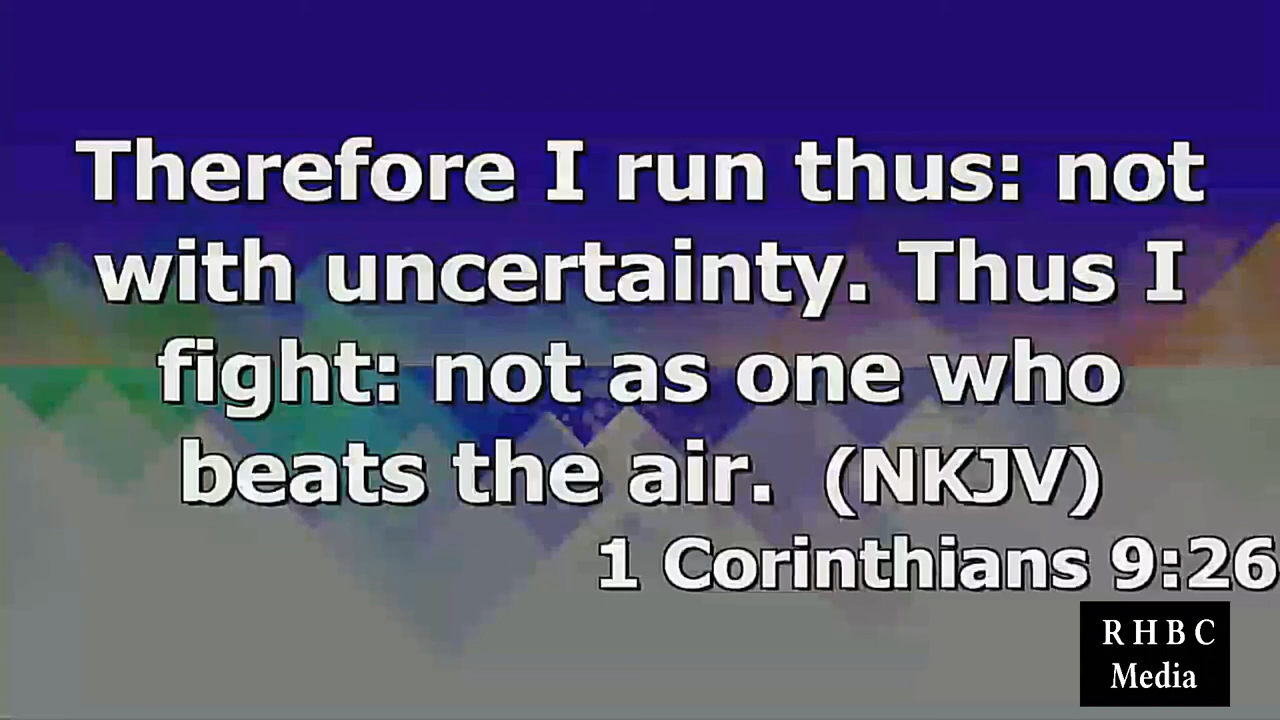 Therefore I run thus: not
with uncertainty. Thus I
fight: not as one who
beats the air. (NKJV)
1 Corinthians 9:26
RHBC
Media